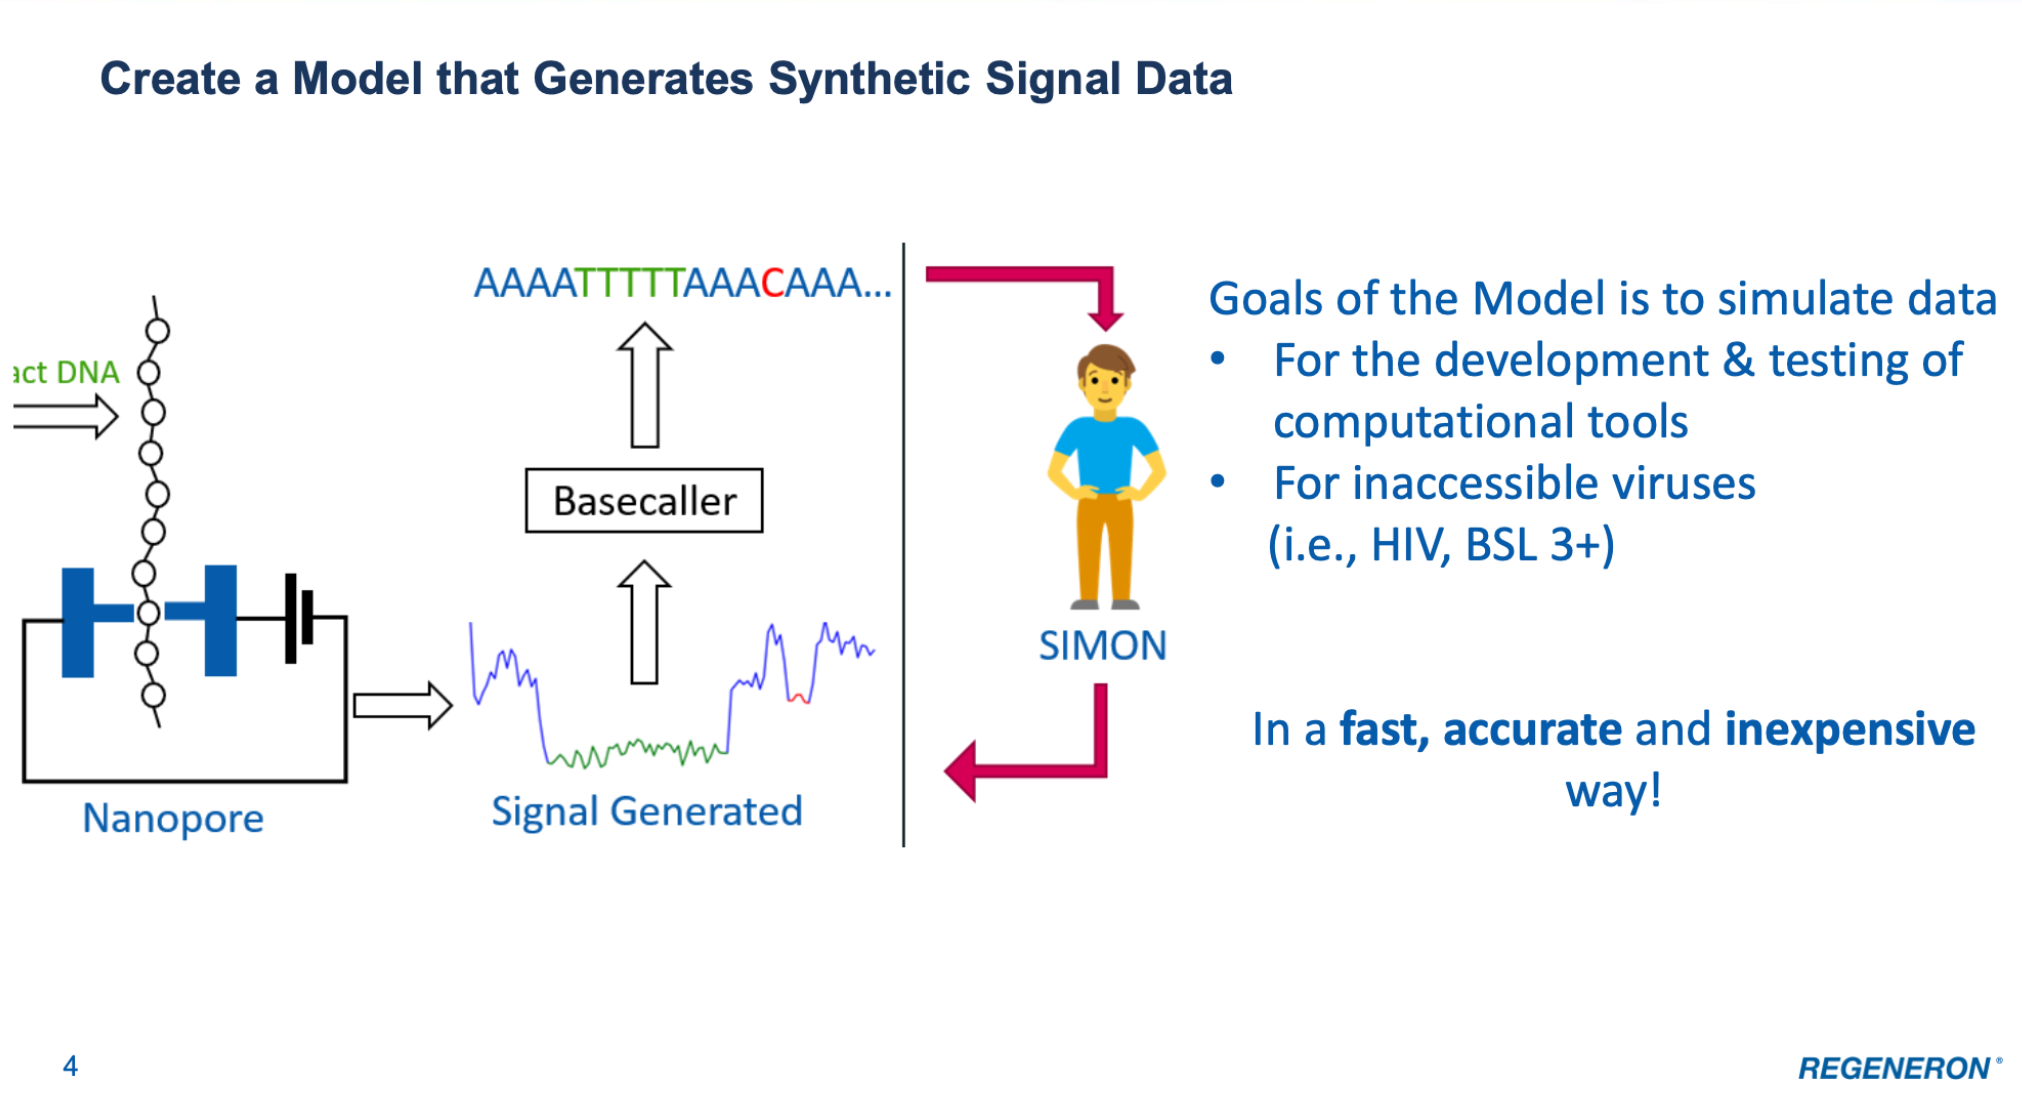 Create a Model that Generates Synthetic Signal Data
act DNA
Nanopore
AAAATTTTTAAACAAA...
Basecaller
Signal Generated
SIMON
Goals of the Model is to simulate data
• For the development & testing of
computational tools
• For inaccessible viruses
(i.e., HIV, BSL 3+)
In a fast, accurate and inexpensive
way!
4
REGENERON®